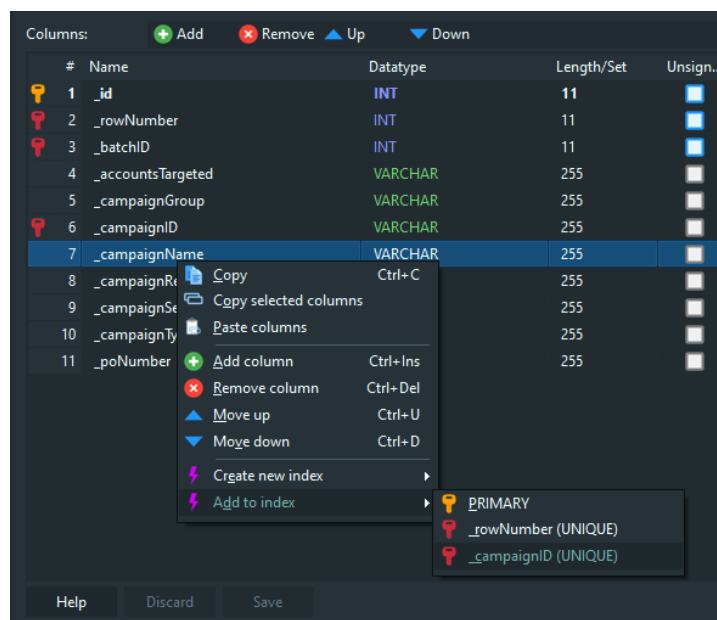 Columns: Add Remove Up Down
# Name Datatype Length/Set Unsign...
1 _id INT 11
2 _rowNumber INT 11
3 _batchID INT 11
4 _accountsTargeted VARCHAR 255
5 _campaignGroup VARCHAR 255
6 _campaignID VARCHAR 255
7 _campaignName VARCHAR 255
8 _campaignRe 255
9 _campaignSe 255
10 _campaignTy 255
11 _poNumber 255
Copy Ctrl+C
Copy selected columns
Paste columns
Add column Ctrl+Ins
Remove column Ctrl+Del
Move up Ctrl+U
Move down Ctrl+D
Create new index
Add to index
PRIMARY
_rowNumber (UNIQUE)
_campaignID (UNIQUE)
Help Discard Save